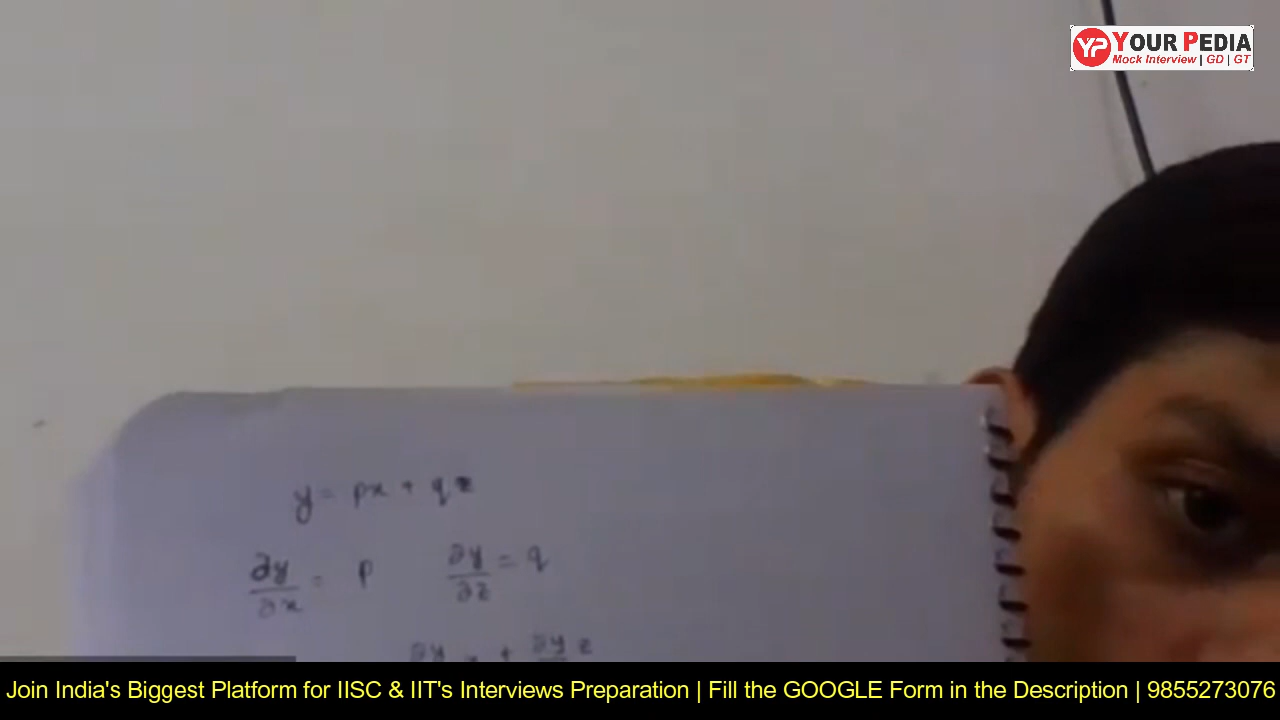 YP YOUR PEDIA
Mock Interview | GD | GT
y = px + qz
∂y/∂x = p ∂y/∂z = q
∂y + ∂y z
Join India's Biggest Platform for IISC & IIT's Interviews Preparation | Fill the GOOGLE Form in the Description | 9855273076